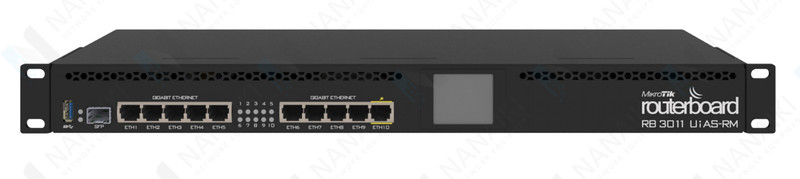 GIGABIT ETHERNET
GIGABIT ETHERNET
1 2 3 4 5
6 7 8 9 10
SFP
ETH1 ETH2 ETH3 ETH4 ETH5
ETH6 ETH7 ETH8 ETH9 ETH10
MikroTik
routerboard
RB 3011 UiAS-RM
NANAKI